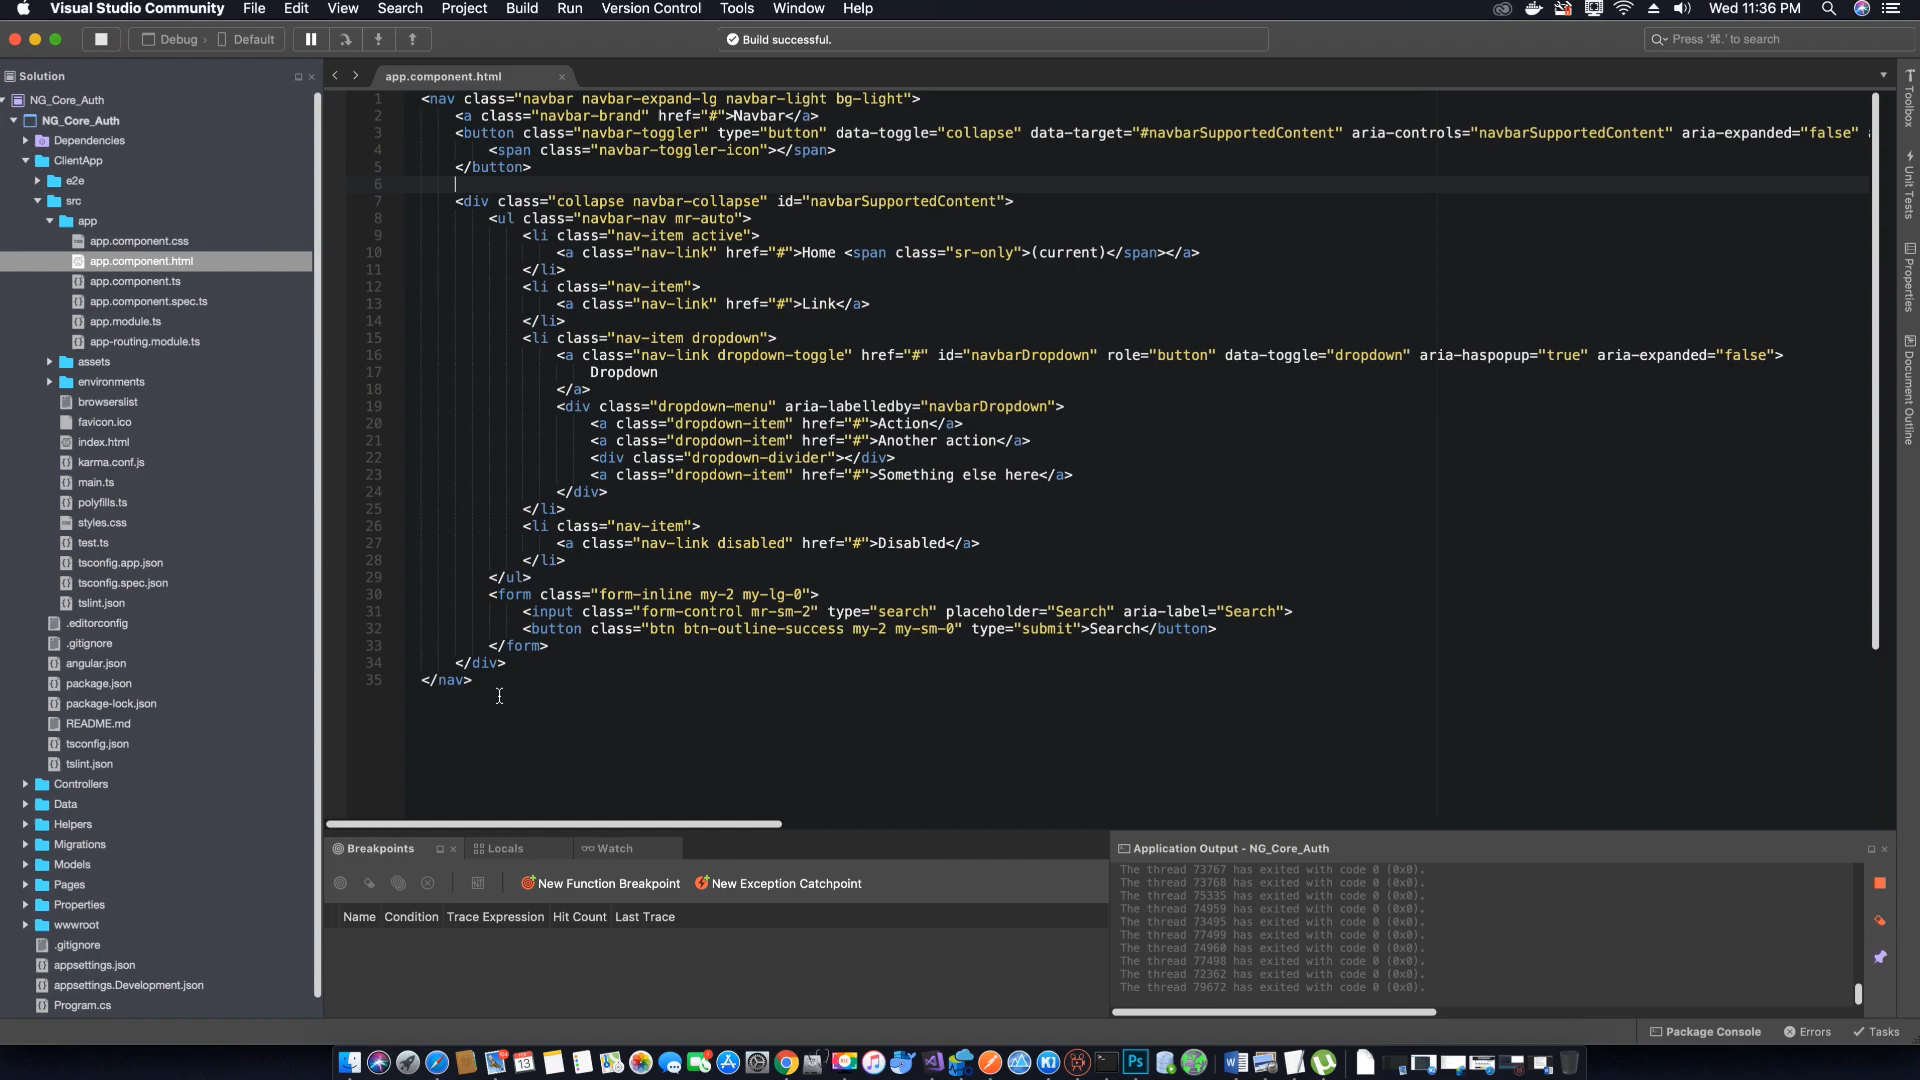 Visual Studio Community File Edit View Search Project Build Run Version Control Tools Window Help Wed 11:36 PM
Debug Default Build successful. Press '⌘.' to search
Solution
app.component.html
NG_Core_Auth
NG_Core_Auth
Dependencies
ClientApp
e2e
src
app
app.component.css
app.component.html
app.component.ts
app.component.spec.ts
app.module.ts
app-routing.module.ts
assets
environments
browserslist
favicon.ico
index.html
karma.conf.js
main.ts
polyfills.ts
styles.css
test.ts
tsconfig.app.json
tsconfig.spec.json
tslint.json
.editorconfig
.gitignore
angular.json
package.json
package-lock.json
README.md
tsconfig.json
tslint.json
Controllers
Data
Helpers
Migrations
Models
Pages
Properties
wwwroot
.gitignore
appsettings.json
appsettings.Development.json
Program.cs
1 <nav class="navbar navbar-expand-lg navbar-light bg-light">
2 <a class="navbar-brand" href="#">Navbar</a>
3 <button class="navbar-toggler" type="button" data-toggle="collapse" data-target="#navbarSupportedContent" aria-controls="navbarSupportedContent" aria-expanded="false"
4 <span class="navbar-toggler-icon"></span>
5 </button>
6
7 <div class="collapse navbar-collapse" id="navbarSupportedContent">
8 <ul class="navbar-nav mr-auto">
9 <li class="nav-item active">
10 <a class="nav-link" href="#">Home <span class="sr-only">(current)</span></a>
11 </li>
12 <li class="nav-item">
13 <a class="nav-link" href="#">Link</a>
14 </li>
15 <li class="nav-item dropdown">
16 <a class="nav-link dropdown-toggle" href="#" id="navbarDropdown" role="button" data-toggle="dropdown" aria-haspopup="true" aria-expanded="false">
17 Dropdown
18 </a>
19 <div class="dropdown-menu" aria-labelledby="navbarDropdown">
20 <a class="dropdown-item" href="#">Action</a>
21 <a class="dropdown-item" href="#">Another action</a>
22 <div class="dropdown-divider"></div>
23 <a class="dropdown-item" href="#">Something else here</a>
24 </div>
25 </li>
26 <li class="nav-item">
27 <a class="nav-link disabled" href="#">Disabled</a>
28 </li>
29 </ul>
30 <form class="form-inline my-2 my-lg-0">
31 <input class="form-control mr-sm-2" type="search" placeholder="Search" aria-label="Search">
32 <button class="btn btn-outline-success my-2 my-sm-0" type="submit">Search</button>
33 </form>
34 </div>
35 </nav>
Toolbox
Unit Tests
Properties
Document Outline
Breakpoints Locals Watch
New Function Breakpoint New Exception Catchpoint
Name Condition Trace Expression Hit Count Last Trace
Application Output - NG_Core_Auth
The thread 73767 has exited with code 0 (0x0).
The thread 73768 has exited with code 0 (0x0).
The thread 75335 has exited with code 0 (0x0).
The thread 74959 has exited with code 0 (0x0).
The thread 73495 has exited with code 0 (0x0).
The thread 77499 has exited with code 0 (0x0).
The thread 74960 has exited with code 0 (0x0).
The thread 77498 has exited with code 0 (0x0).
The thread 72362 has exited with code 0 (0x0).
The thread 79672 has exited with code 0 (0x0).
Package Console Errors Tasks
Ps